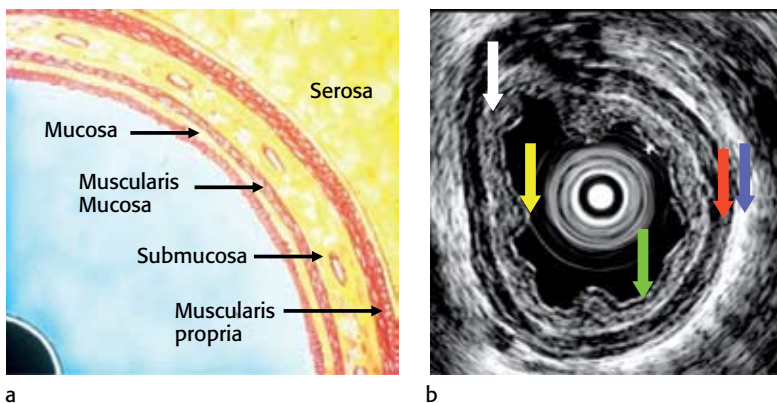 Serosa
Mucosa
Muscularis
Mucosa
Submucosa
Muscularis
propria
a
b